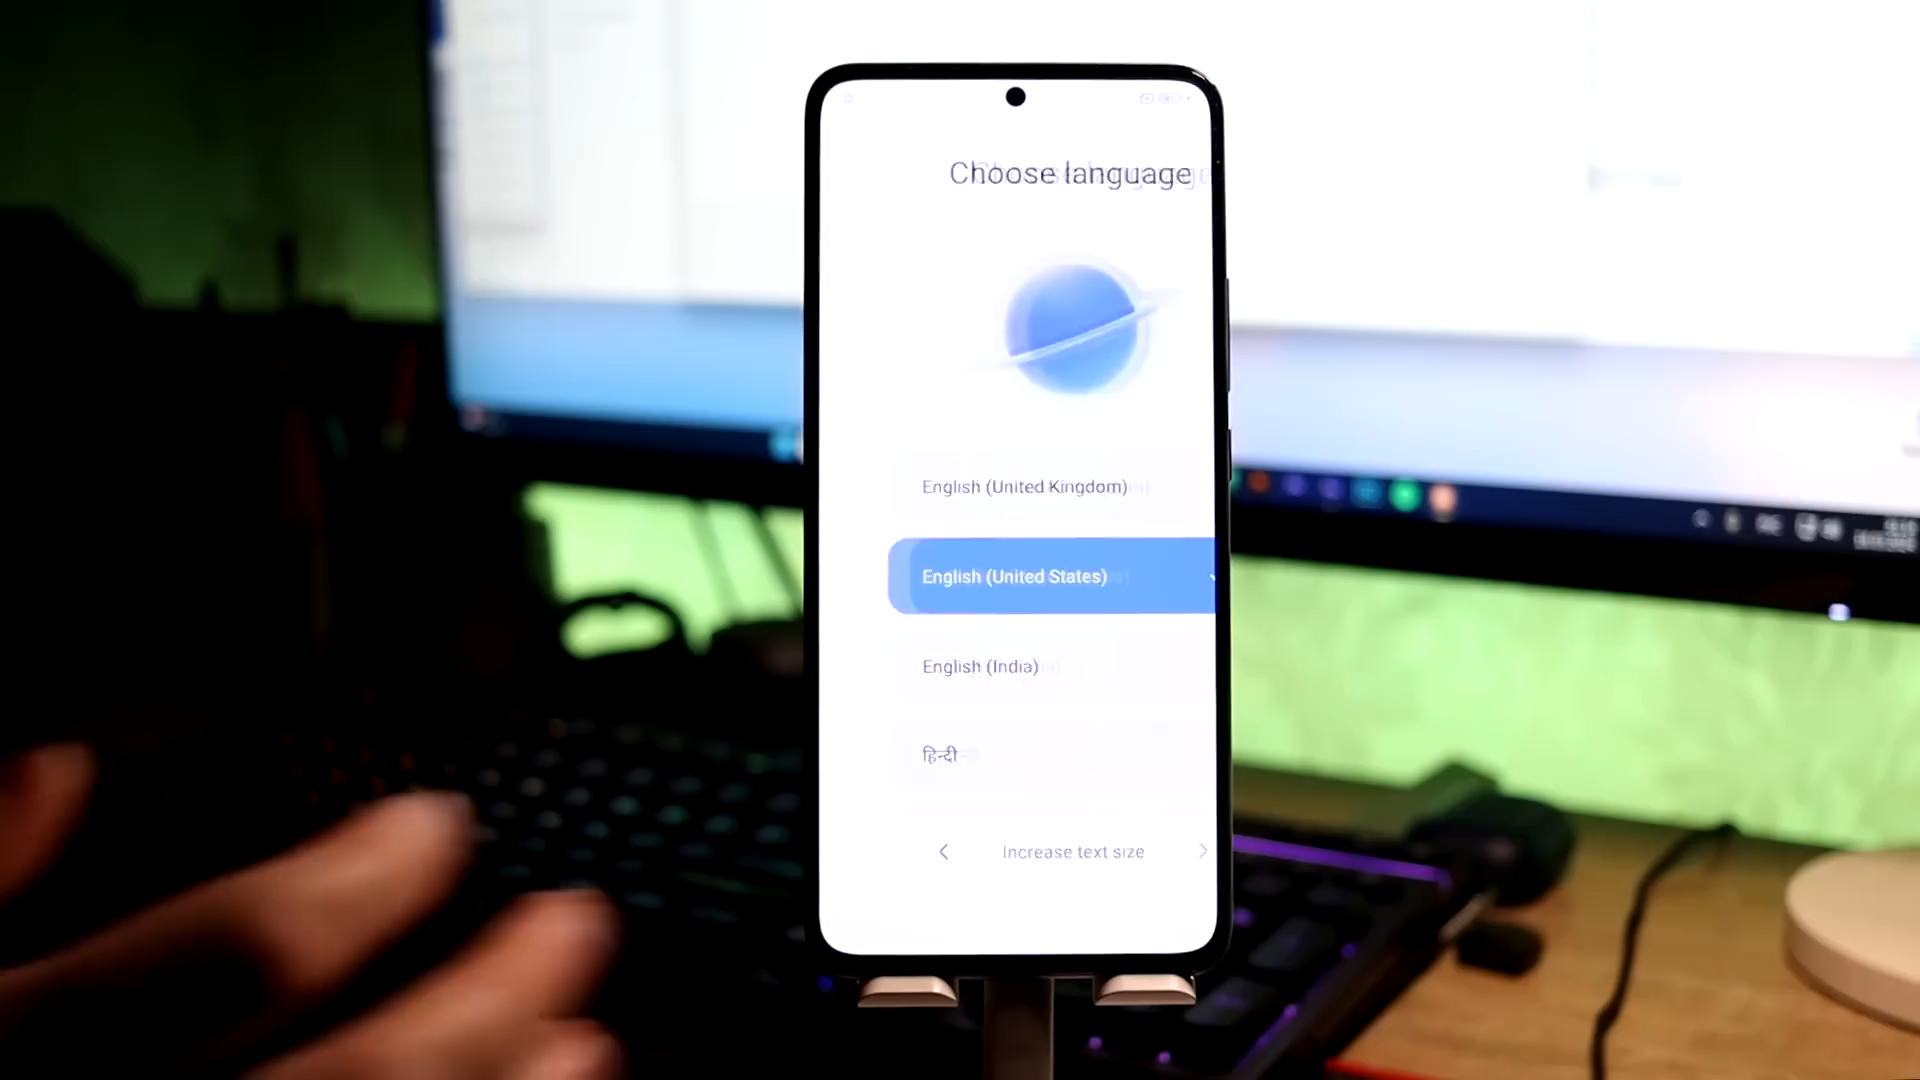 Choose language
English (United Kingdom)
English (United States)
English (India)
हिन्दी
Increase text size